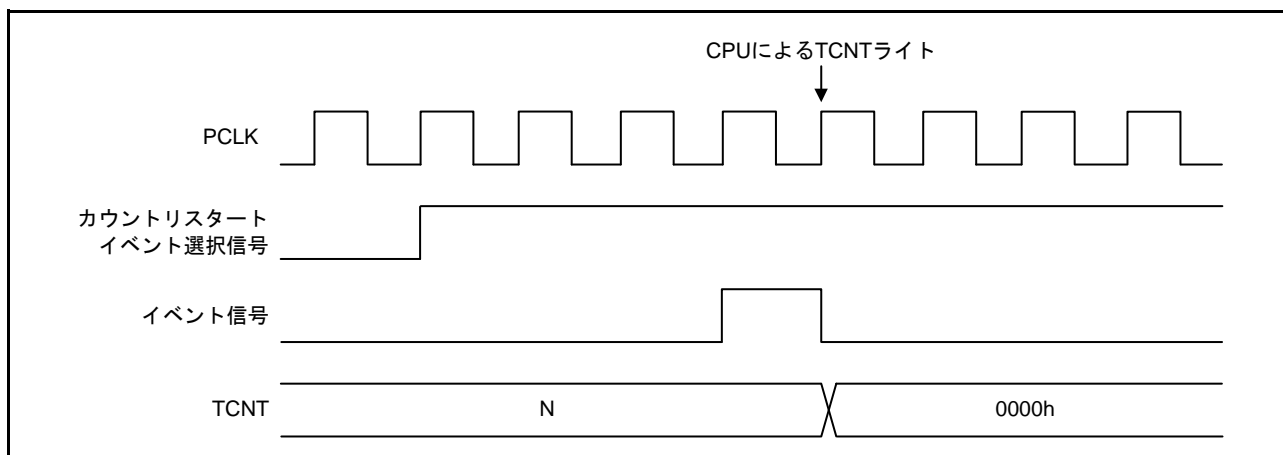 CPUによるTCNTライト
PCLK
カウントリスタート
イベント選択信号
イベント信号
TCNT
N
0000h